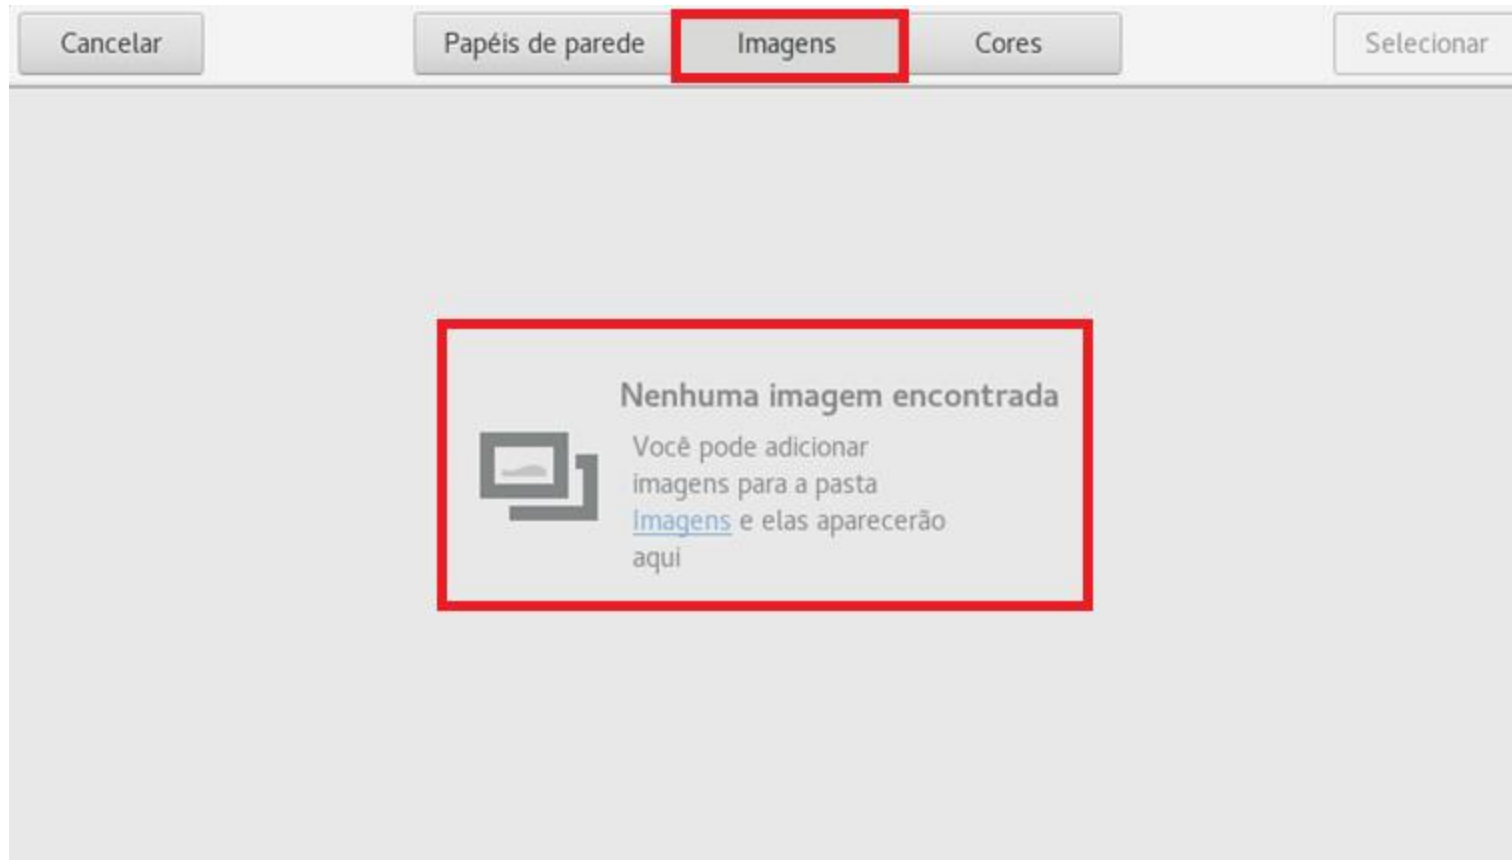 Cancelar
Papéis de parede
Imagens
Cores
Selecionar
Nenhuma imagem encontrada
Você pode adicionar
imagens para a pasta
Imagens e elas aparecerão
aqui